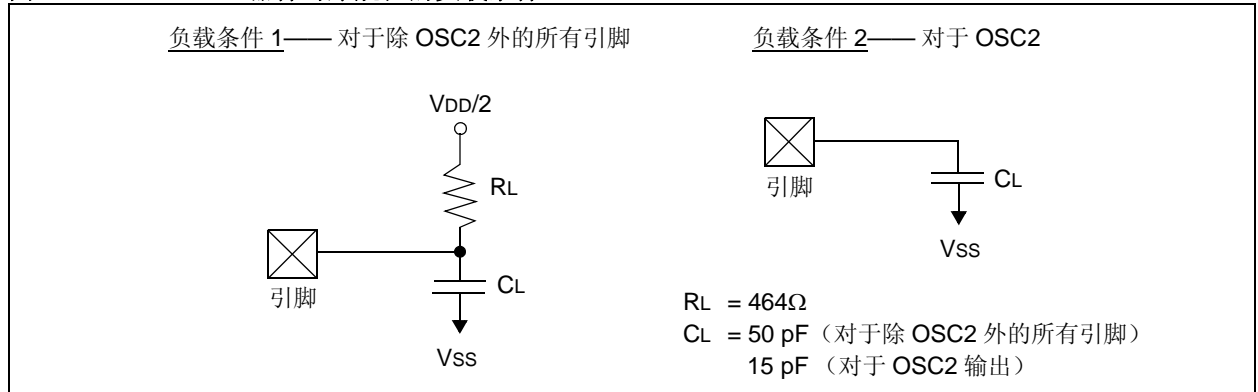 负载条件 1—— 对于除 OSC2 外的所有引脚
负载条件 2—— 对于 OSC2
VDD/2
RL
引脚
CL
VSS
引脚
CL
VSS
RL = 464Ω
CL = 50 pF（对于除 OSC2 外的所有引脚）
15 pF （对于 OSC2 输出）